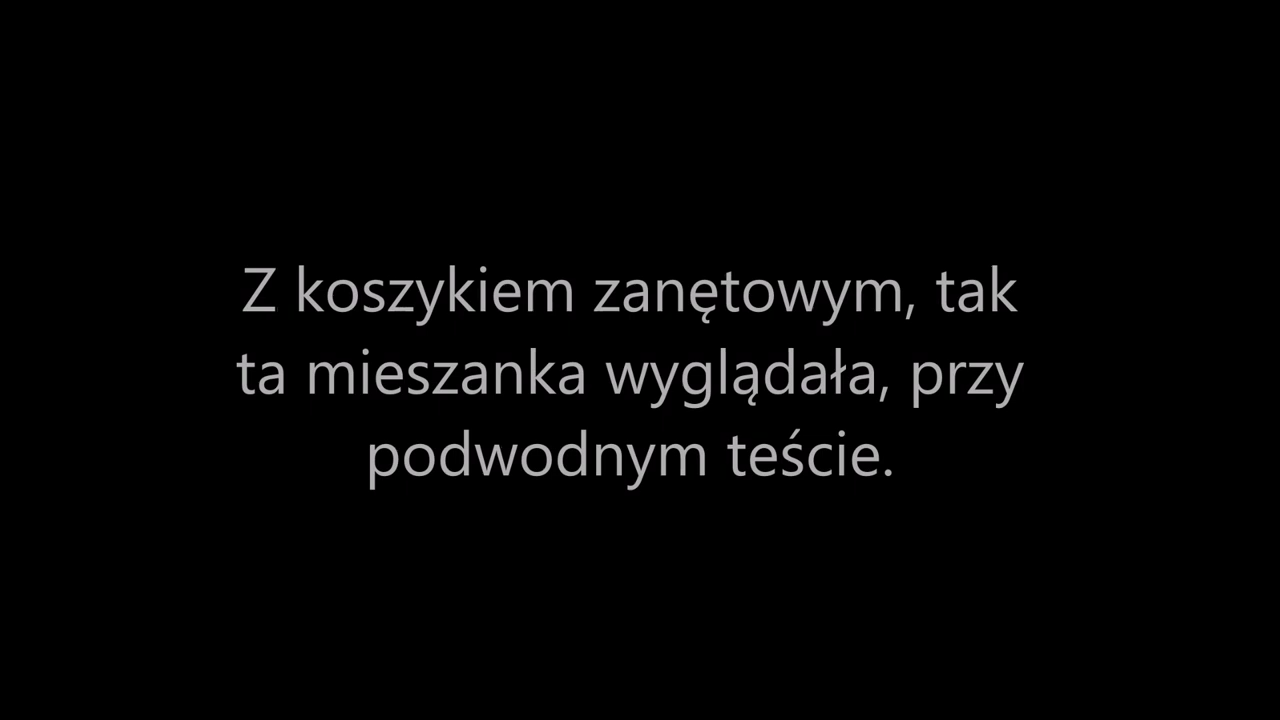 Z koszykiem zanętowym, tak
ta mieszanka wyglądała, przy
podwodnym teście.